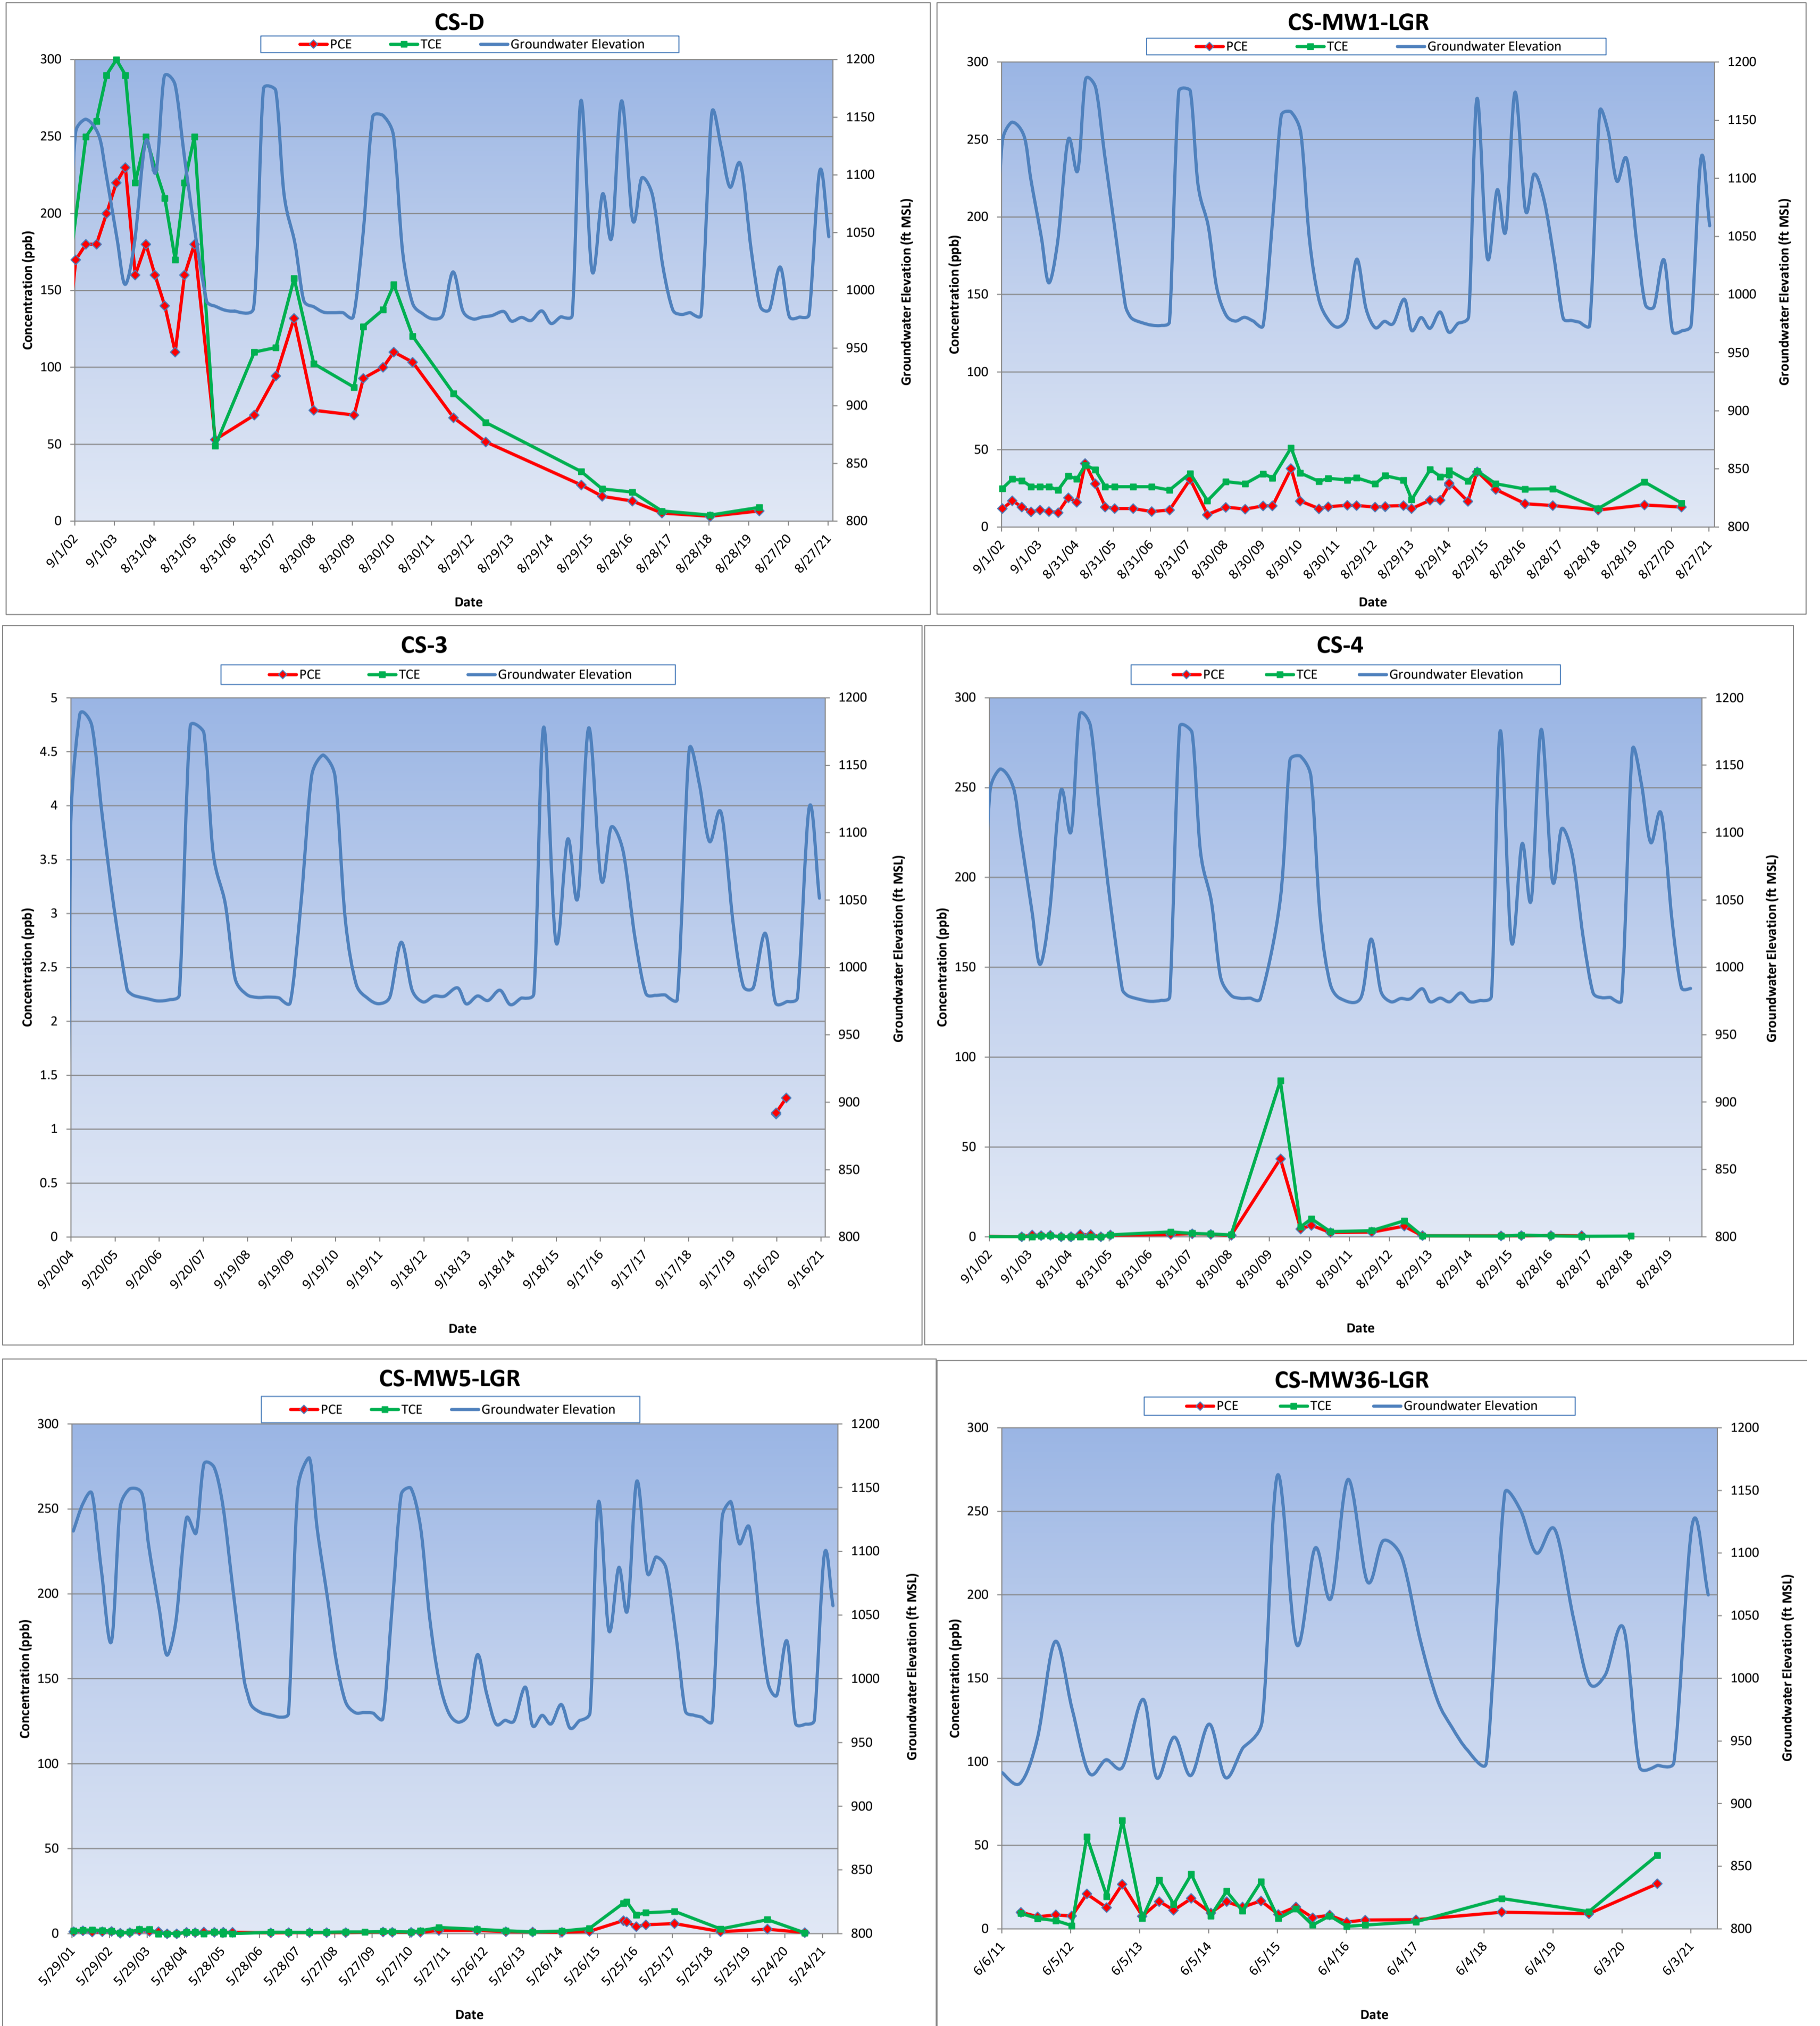 CS-D
PCE TCE Groundwater Elevation
300 1200
250 1150
1100
200 1050
150 1000
100 950
900
50 850
0 800
Concentration (ppb)
Groundwater Elevation (ft MSL)
9/1/02 9/1/03 8/31/04 8/31/05 8/31/06 8/31/07 8/30/08 8/30/09 8/30/10 8/30/11 8/29/12 8/29/13 8/29/14 8/29/15 8/28/16 8/28/17 8/28/18 8/28/19 8/27/20 8/27/21
Date
CS-MW1-LGR
PCE TCE Groundwater Elevation
300 1200
250 1150
1100
200 1050
150 1000
100 950
900
50 850
0 800
Concentration (ppb)
Groundwater Elevation (ft MSL)
9/1/02 9/1/03 8/31/04 8/31/05 8/31/06 8/31/07 8/30/08 8/30/09 8/30/10 8/30/11 8/29/12 8/29/13 8/29/14 8/29/15 8/28/16 8/28/17 8/28/18 8/28/19 8/27/20 8/27/21
Date
CS-3
PCE TCE Groundwater Elevation
5 1200
4.5 1150
4 1100
3.5 1050
3 1000
2.5 950
2 900
1.5 850
1 800
0.5
0
Concentration (ppb)
Groundwater Elevation (ft MSL)
9/20/04 9/20/05 9/20/06 9/20/07 9/19/08 9/19/09 9/19/10 9/19/11 9/18/12 9/18/13 9/18/14 9/18/15 9/17/16 9/17/17 9/17/18 9/17/19 9/16/20 9/16/21
Date
CS-4
PCE TCE Groundwater Elevation
300 1200
250 1150
1100
200 1050
150 1000
100 950
900
50 850
0 800
Concentration (ppb)
Groundwater Elevation (ft MSL)
9/1/02 9/1/03 8/31/04 8/31/05 8/31/06 8/31/07 8/30/08 8/30/09 8/30/10 8/30/11 8/29/12 8/29/13 8/29/14 8/29/15 8/28/16 8/28/17 8/28/18 8/28/19
Date
CS-MW5-LGR
PCE TCE Groundwater Elevation
300 1200
250 1150
1100
200 1050
150 1000
100 950
900
50 850
0 800
Concentration (ppb)
Groundwater Elevation (ft MSL)
5/29/01 5/29/02 5/29/03 5/28/04 5/28/05 5/28/06 5/28/07 5/27/08 5/27/09 5/27/10 5/27/11 5/26/12 5/26/13 5/26/14 5/26/15 5/25/16 5/25/17 5/25/18 5/25/19 5/24/20 5/24/21
Date
CS-MW36-LGR
PCE TCE Groundwater Elevation
300 1200
250 1150
1100
200 1050
150 1000
100 950
900
50 850
0 800
Concentration (ppb)
Groundwater Elevation (ft MSL)
6/6/11 6/5/12 6/5/13 6/5/14 6/5/15 6/4/16 6/4/17 6/4/18 6/4/19 6/3/20 6/3/21
Date